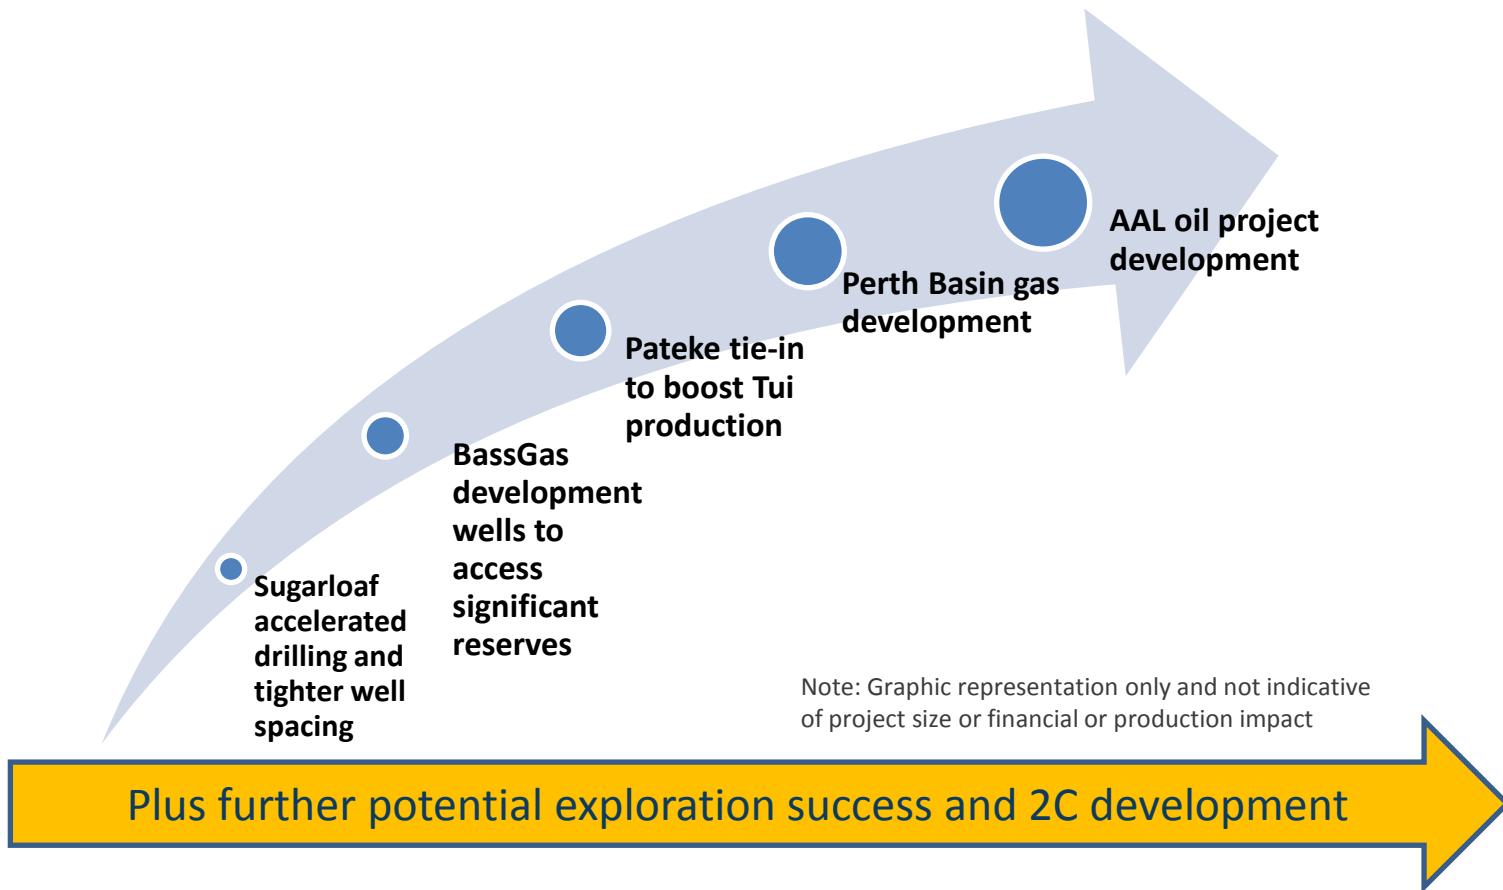 Sugarloaf
accelerated
drilling and
tighter well
spacing
BassGas
development
wells to
access
significant
reserves
Pateke tie-in
to boost Tui
production
Perth Basin gas
development
AAL oil project
development
Note: Graphic representation only and not indicative
of project size or financial or production impact
Plus further potential exploration success and 2C development